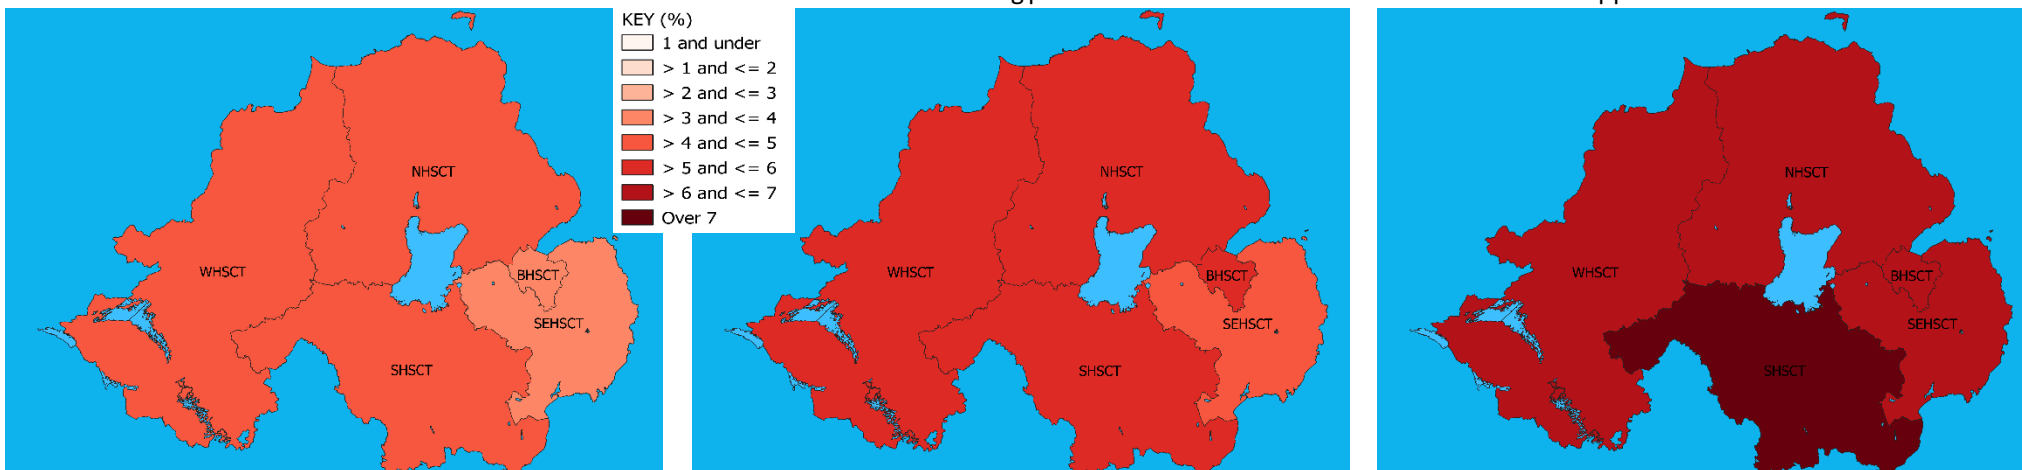 KEY (%)
1 and under
> 1 and <= 2
> 2 and <= 3
> 3 and <= 4
> 4 and <= 5
> 5 and <= 6
> 6 and <= 7
Over 7
NHSCT
WHSCT
BHSCT
SEHSCT
SHSCT
NHSCT
WHSCT
BHSCT
SEHSCT
SHSCT
NHSCT
WHSCT
BHSCT
SEHSCT
SHSCT